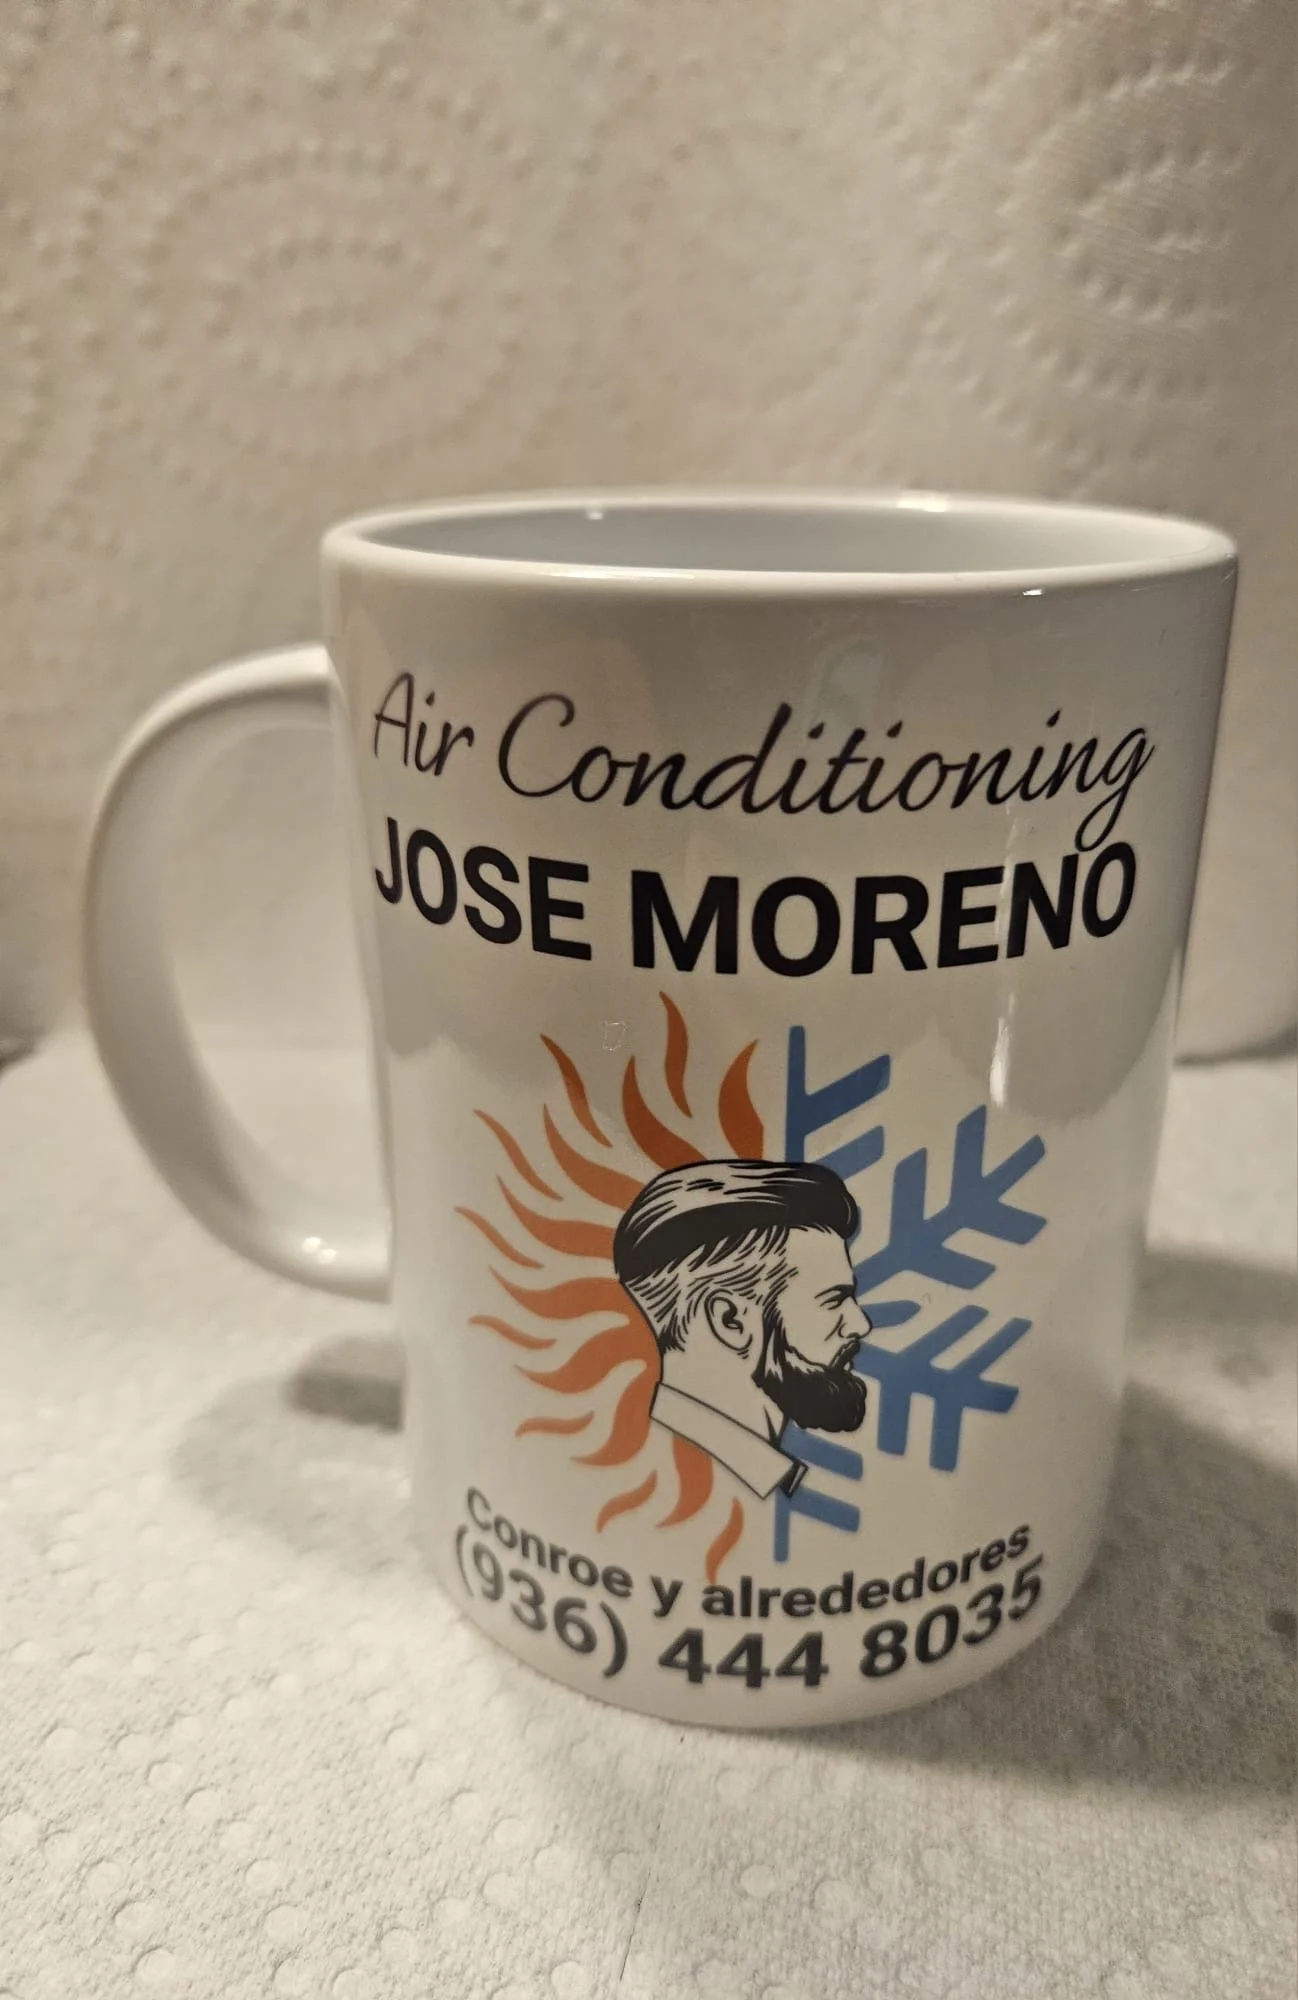 Air Conditioning
JOSE MORENO
Conroe y alrededores
(936) 444 8035